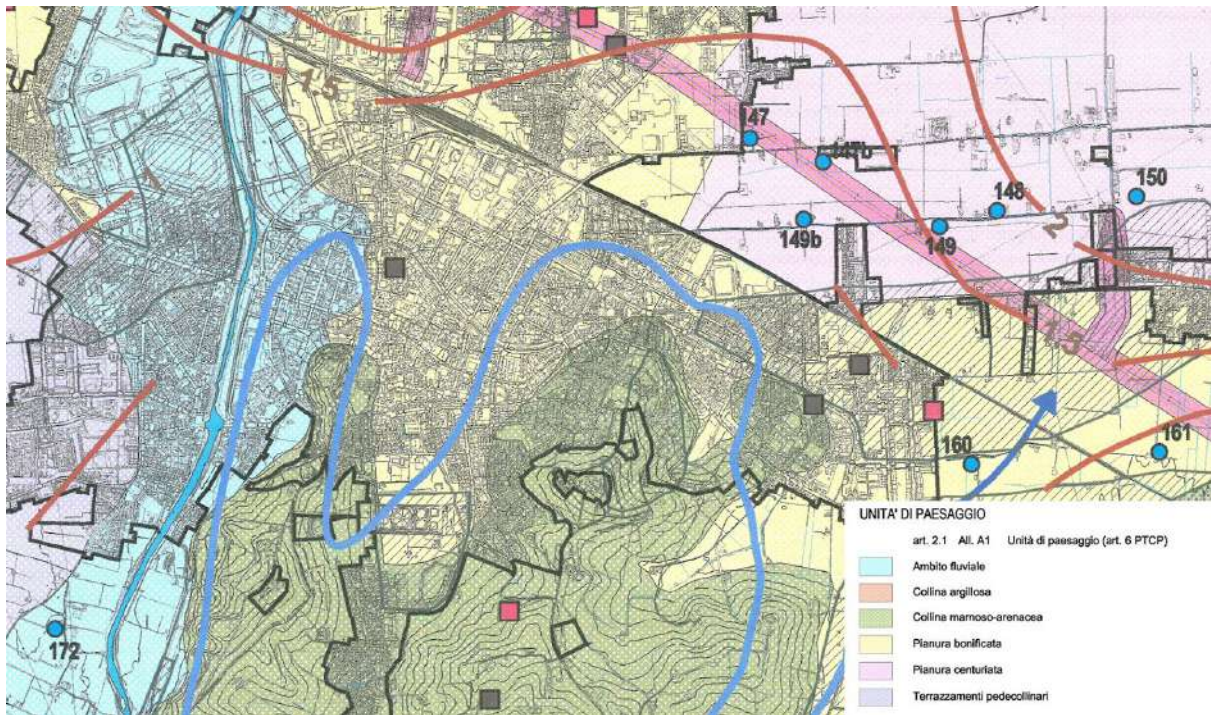 1.5
147
147b
1
148
150
149b
149
2
1.5
160
161
172
UNITA' DI PAESAGGIO
art. 2.1 All. A1 Unità di paesaggio (art. 6 PTCP)
Ambito fluviale
Collina argillosa
Collina marnoso-arenacea
Pianura bonificata
Pianura centuriata
Terrazzamenti pedecollinari